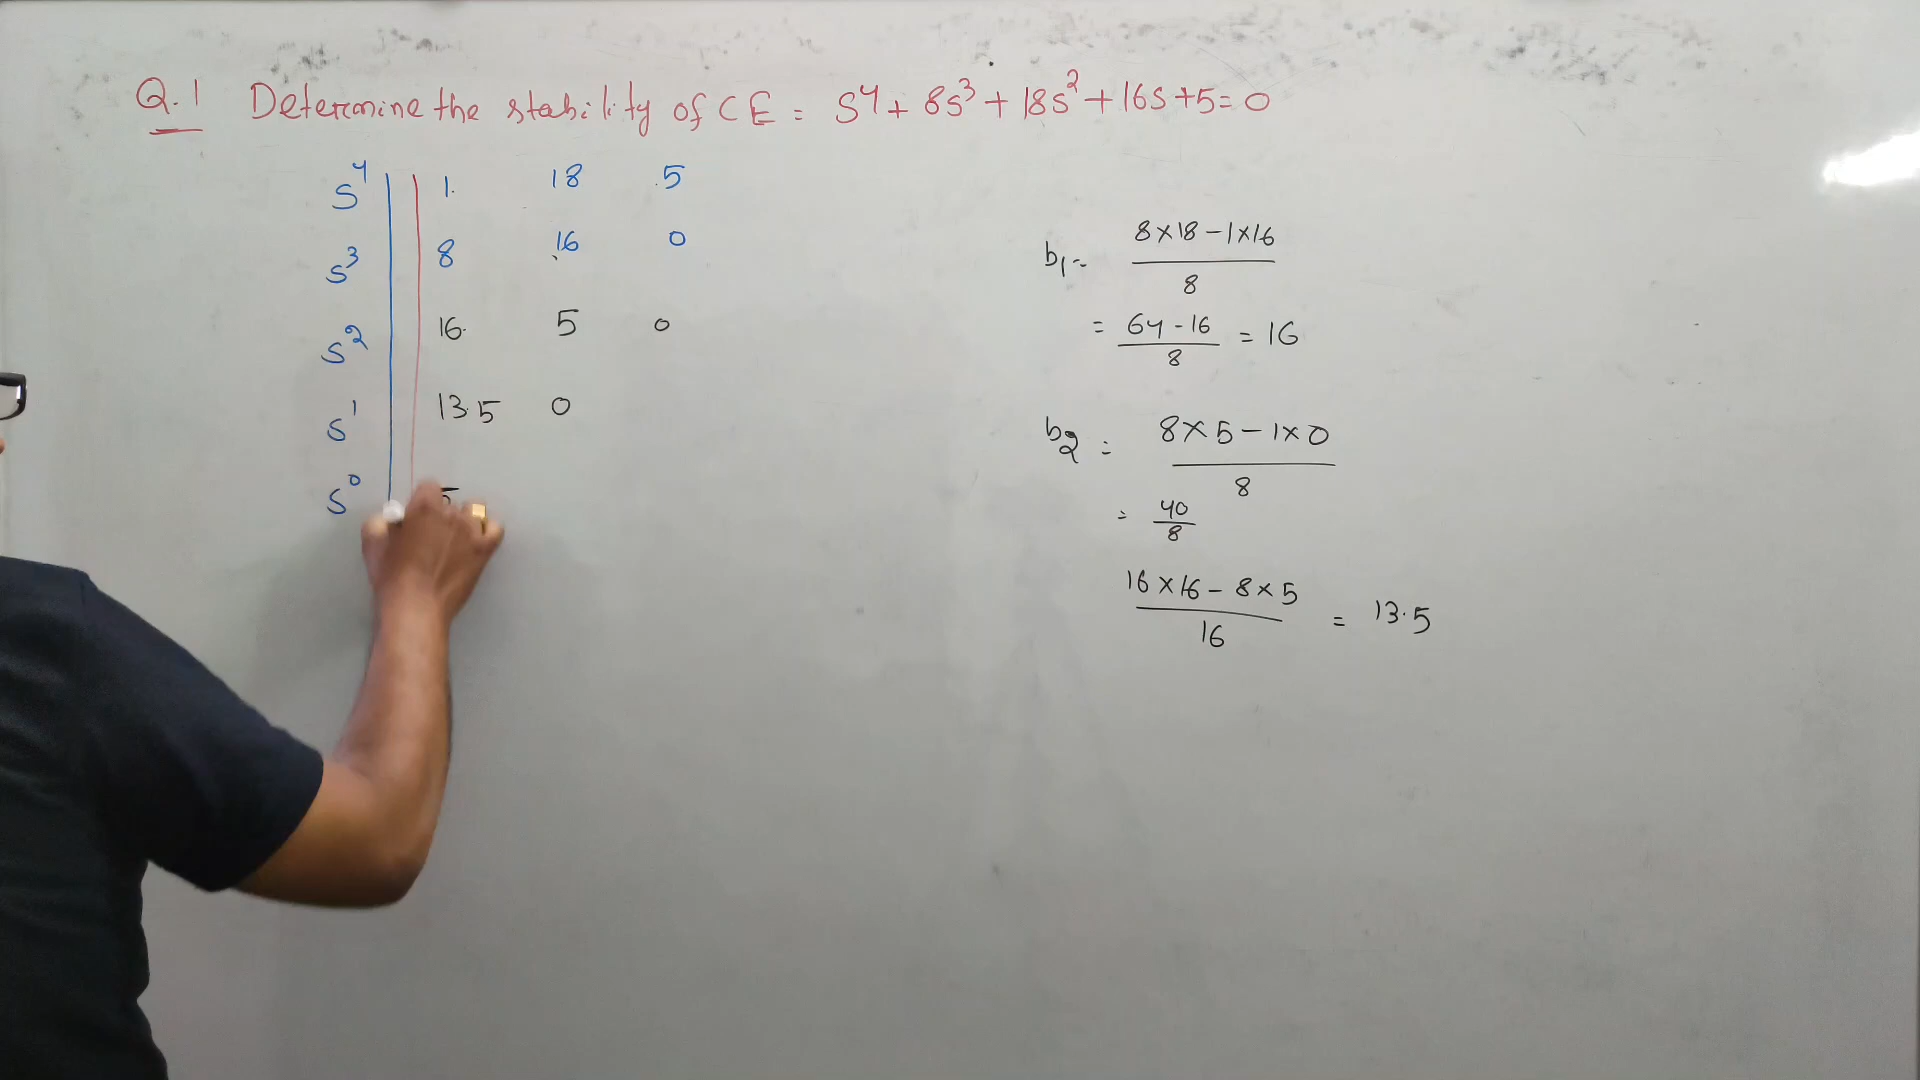 Q.1 Determine the stability of CE = S⁴ + 8S³ + 18S² + 16S + 5 = 0
S⁴ 1 18 5
S³ 8 16 0
S² 16 5 0
S¹ 13.5 0
S⁰ 5
b₁ = 8×18 – 1×16 / 8
= 64 - 16 / 8 = 16
b₂ = 8×5 – 1×0 / 8
= 40 / 8
16×16 – 8×5 / 16 = 13.5